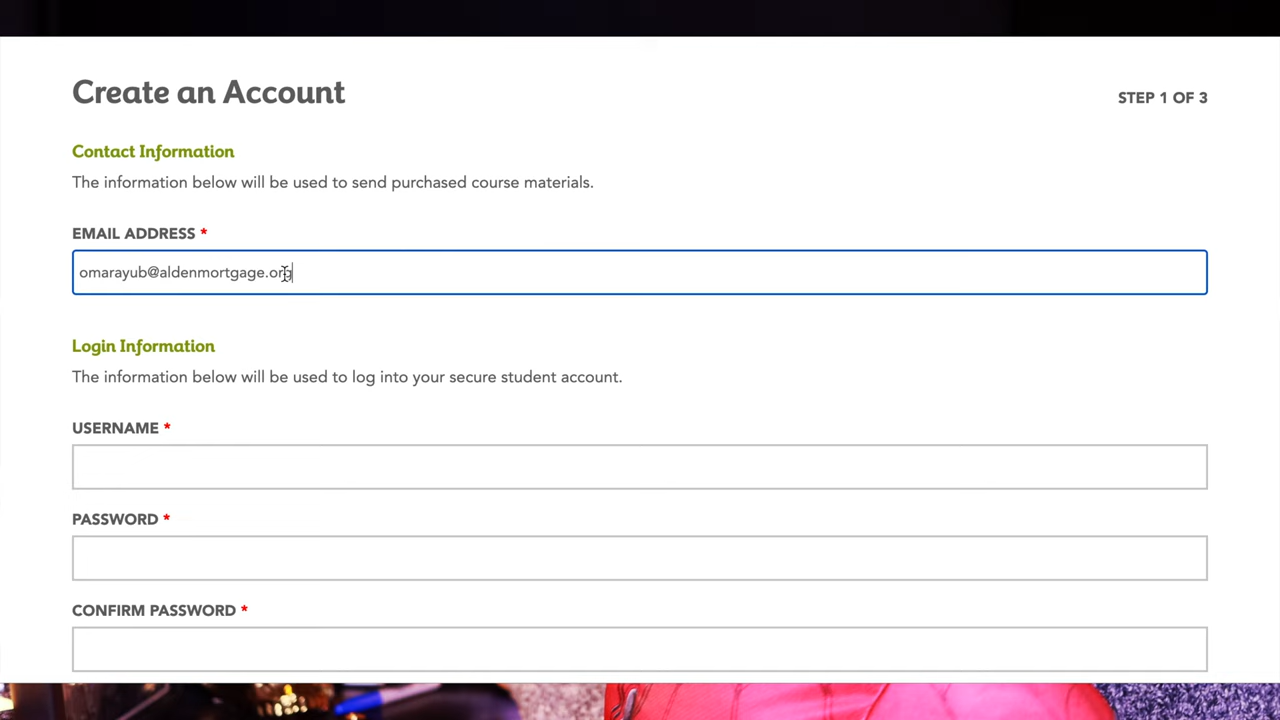 Create an Account
STEP 1 OF 3
Contact Information
The information below will be used to send purchased course materials.
EMAIL ADDRESS *
omarayub@aldenmortgage.org
Login Information
The information below will be used to log into your secure student account.
USERNAME *
PASSWORD *
CONFIRM PASSWORD *